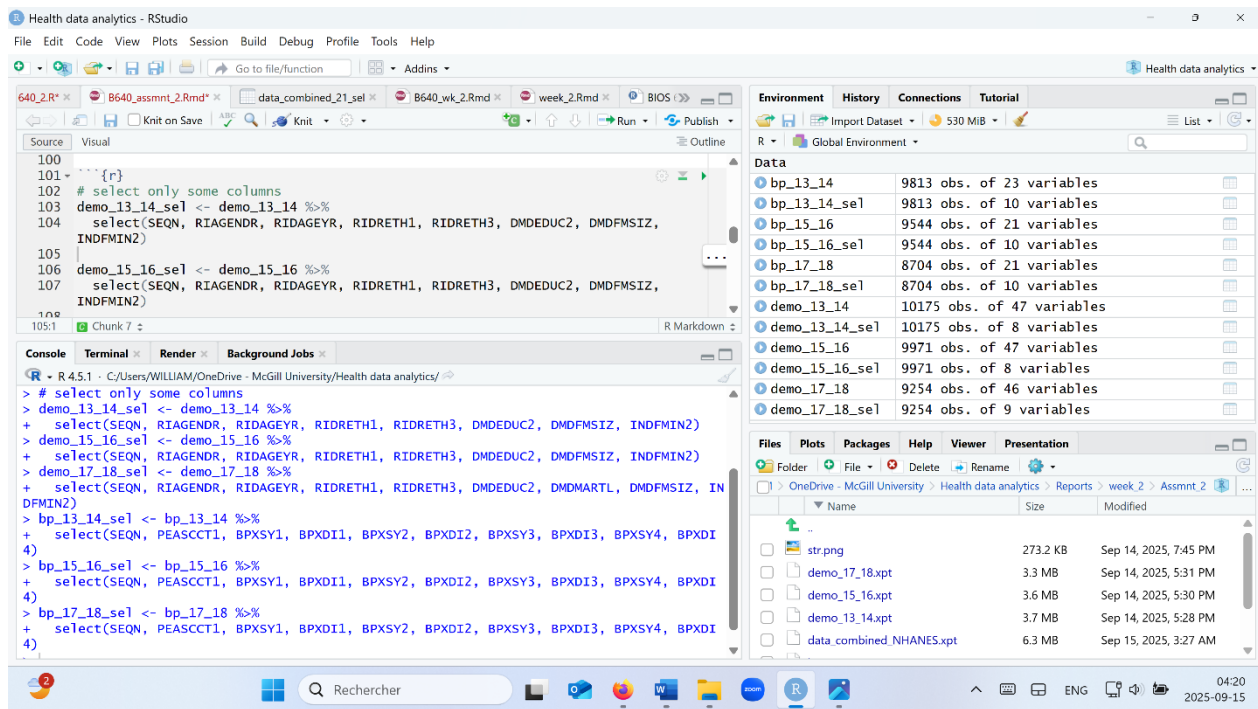 Health data analytics - RStudio
File Edit Code View Plots Session Build Debug Profile Tools Help
Go to file/function Addins Health data analytics
640_2.R* B640_assmnt_2.Rmd* data_combined_21_sel B640_wk_2.Rmd week_2.Rmd BIOS
Knit on Save ABC Knit Run Publish
Source Visual Outline
100
101 ```{r}
102 # select only some columns
103 demo_13_14_sel <- demo_13_14 %>%
104 select(SEQN, RIAGENDR, RIDAGEYR, RIDRETH1, RIDRETH3, DMDEDUC2, DMDFMSIZ,
INDFMIN2)
105
106 demo_15_16_sel <- demo_15_16 %>%
107 select(SEQN, RIAGENDR, RIDAGEYR, RIDRETH1, RIDRETH3, DMDEDUC2, DMDFMSIZ,
INDFMIN2)
108
105:1 C Chunk 7 R Markdown
Console Terminal Render Background Jobs
R R 4.5.1 · C:/Users/WILLIAM/OneDrive - McGill University/Health data analytics/
> # select only some columns
> demo_13_14_sel <- demo_13_14 %>%
+ select(SEQN, RIAGENDR, RIDAGEYR, RIDRETH1, RIDRETH3, DMDEDUC2, DMDFMSIZ, INDFMIN2)
> demo_15_16_sel <- demo_15_16 %>%
+ select(SEQN, RIAGENDR, RIDAGEYR, RIDRETH1, RIDRETH3, DMDEDUC2, DMDFMSIZ, INDFMIN2)
> demo_17_18_sel <- demo_17_18 %>%
+ select(SEQN, RIAGENDR, RIDAGEYR, RIDRETH1, RIDRETH3, DMDEDUC2, DMDMARTL, DMDFMSIZ, IN
DFMIN2)
> bp_13_14_sel <- bp_13_14 %>%
+ select(SEQN, PEASCCT1, BPXSY1, BPXDI1, BPXSY2, BPXDI2, BPXSY3, BPXDI3, BPXSY4, BPXDI
4)
> bp_15_16_sel <- bp_15_16 %>%
+ select(SEQN, PEASCCT1, BPXSY1, BPXDI1, BPXSY2, BPXDI2, BPXSY3, BPXDI3, BPXSY4, BPXDI
4)
> bp_17_18_sel <- bp_17_18 %>%
+ select(SEQN, PEASCCT1, BPXSY1, BPXDI1, BPXSY2, BPXDI2, BPXSY3, BPXDI3, BPXSY4, BPXDI
4)
Environment History Connections Tutorial
Import Dataset 530 MiB List
R Global Environment
Data
bp_13_14 9813 obs. of 23 variables
bp_13_14_sel 9813 obs. of 10 variables
bp_15_16 9544 obs. of 21 variables
bp_15_16_sel 9544 obs. of 10 variables
bp_17_18 8704 obs. of 21 variables
bp_17_18_sel 8704 obs. of 10 variables
demo_13_14 10175 obs. of 47 variables
demo_13_14_sel 10175 obs. of 8 variables
demo_15_16 9971 obs. of 47 variables
demo_15_16_sel 9971 obs. of 8 variables
demo_17_18 9254 obs. of 46 variables
demo_17_18_sel 9254 obs. of 9 variables
Files Plots Packages Help Viewer Presentation
Folder File Delete Rename
OneDrive - McGill University > Health data analytics > Reports > week_2 > Assmnt_2 ...
Name Size Modified
..
str.png 273.2 KB Sep 14, 2025, 7:45 PM
demo_17_18.xpt 3.3 MB Sep 14, 2025, 5:31 PM
demo_15_16.xpt 3.6 MB Sep 14, 2025, 5:30 PM
demo_13_14.xpt 3.7 MB Sep 14, 2025, 5:28 PM
data_combined_NHANES.xpt 6.3 MB Sep 15, 2025, 3:27 AM
2 Rechercher zoom R ENG 04:20
2025-09-15